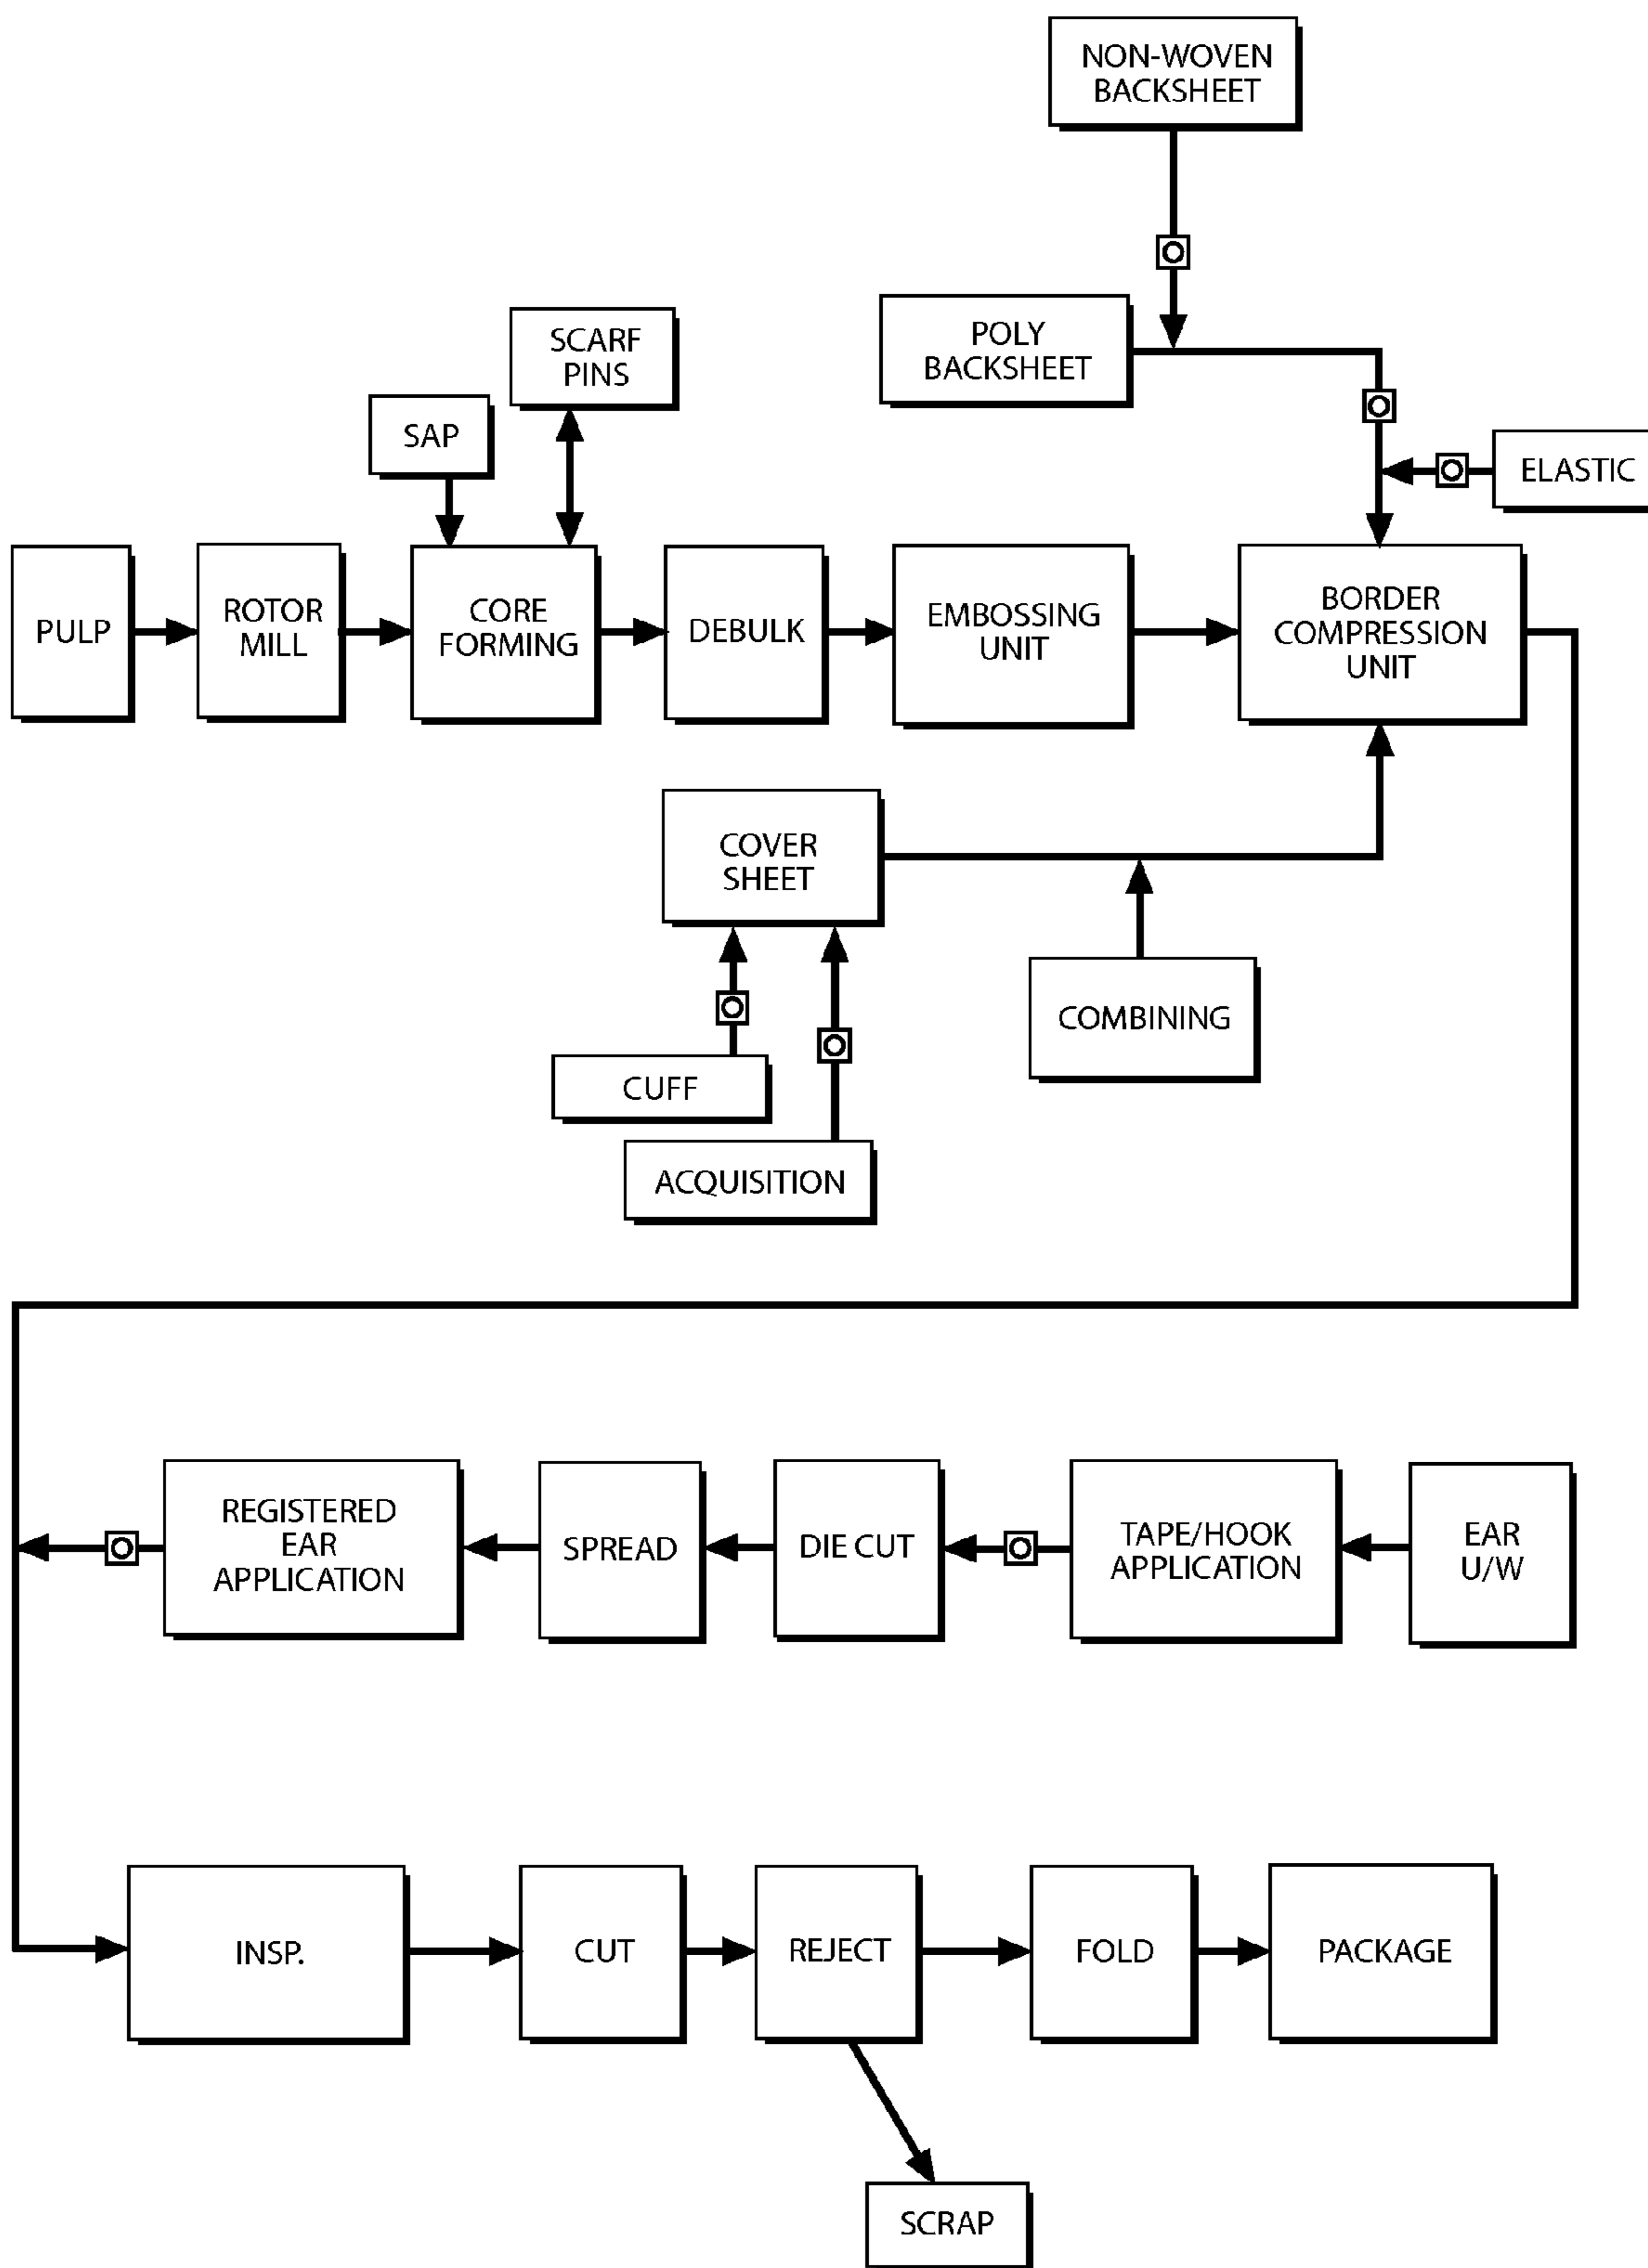 NON-WOVEN
BACKSHEET
POLY
BACKSHEET
SCARF
PINS
SAP
ELASTIC
PULP
ROTOR
MILL
CORE
FORMING
DEBULK
EMBOSSING
UNIT
BORDER
COMPRESSION
UNIT
COVER
SHEET
COMBINING
CUFF
ACQUISITION
REGISTERED
EAR
APPLICATION
SPREAD
DIE CUT
TAPE/HOOK
APPLICATION
EAR
U/W
INSP.
CUT
REJECT
FOLD
PACKAGE
SCRAP